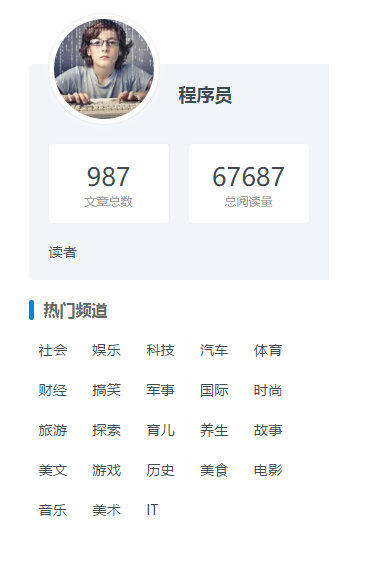 程序员
987 67687
文章总数 总阅读量
读者
热门频道
社会 娱乐 科技 汽车 体育
财经 搞笑 军事 国际 时尚
旅游 探索 育儿 养生 故事
美文 游戏 历史 美食 电影
音乐 美术 IT